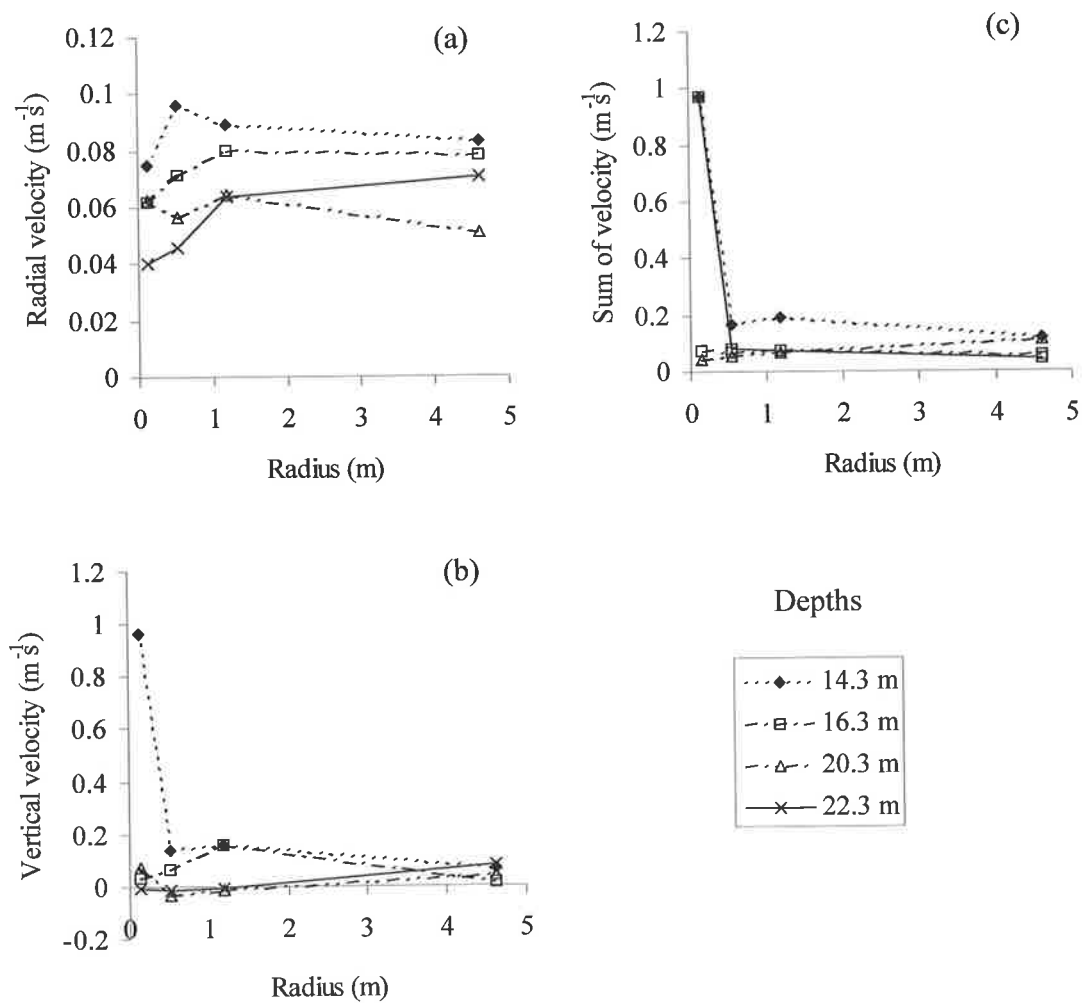 (a)
Radial velocity (m s⁻¹)
0.12
0.1
0.08
0.06
0.04
0.02
0
0 1 2 3 4 5
Radius (m)
(c)
Sum of velocity (m s⁻¹)
1.2
1
0.8
0.6
0.4
0.2
0
0 1 2 3 4 5
Radius (m)
(b)
Vertical velocity (m s⁻¹)
1.2
1
0.8
0.6
0.4
0.2
0
-0.2
0 1 2 3 4 5
Radius (m)
Depths
14.3 m
16.3 m
20.3 m
22.3 m